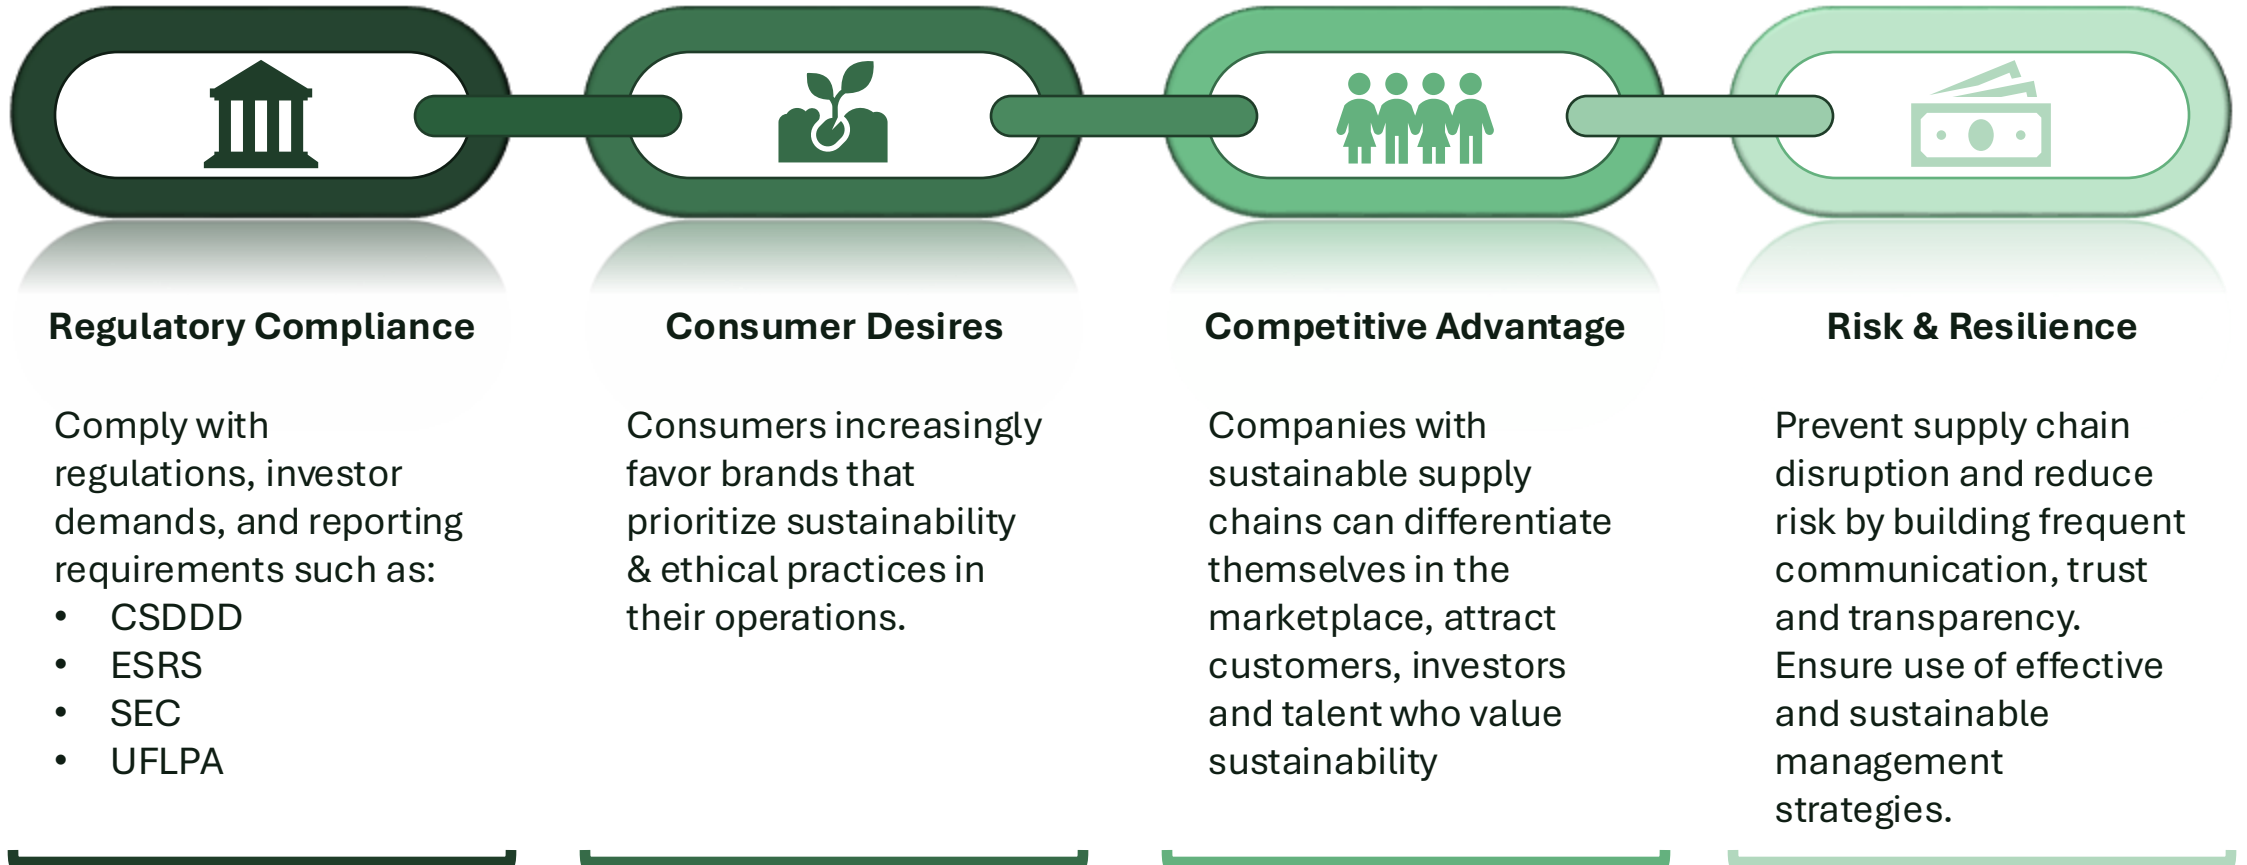 Regulatory Compliance
Comply with
regulations, investor
demands, and reporting
requirements such as:
• CSDDD
• ESRS
• SEC
• UFLPA
Consumer Desires
Consumers increasingly
favor brands that
prioritize sustainability
& ethical practices in
their operations.
Competitive Advantage
Companies with
sustainable supply
chains can differentiate
themselves in the
marketplace, attract
customers, investors
and talent who value
sustainability
Risk & Resilience
Prevent supply chain
disruption and reduce
risk by building frequent
communication, trust
and transparency.
Ensure use of effective
and sustainable
management
strategies.